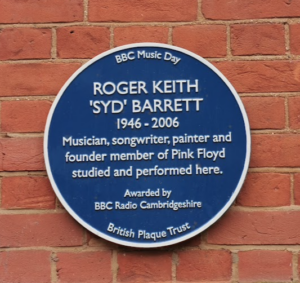 BBC Music Day
ROGER KEITH
'SYD' BARRETT
1946 - 2006
Musician, songwriter, painter and
founder member of Pink Floyd
studied and performed here.
Awarded by
BBC Radio Cambridgeshire
British Plaque Trust